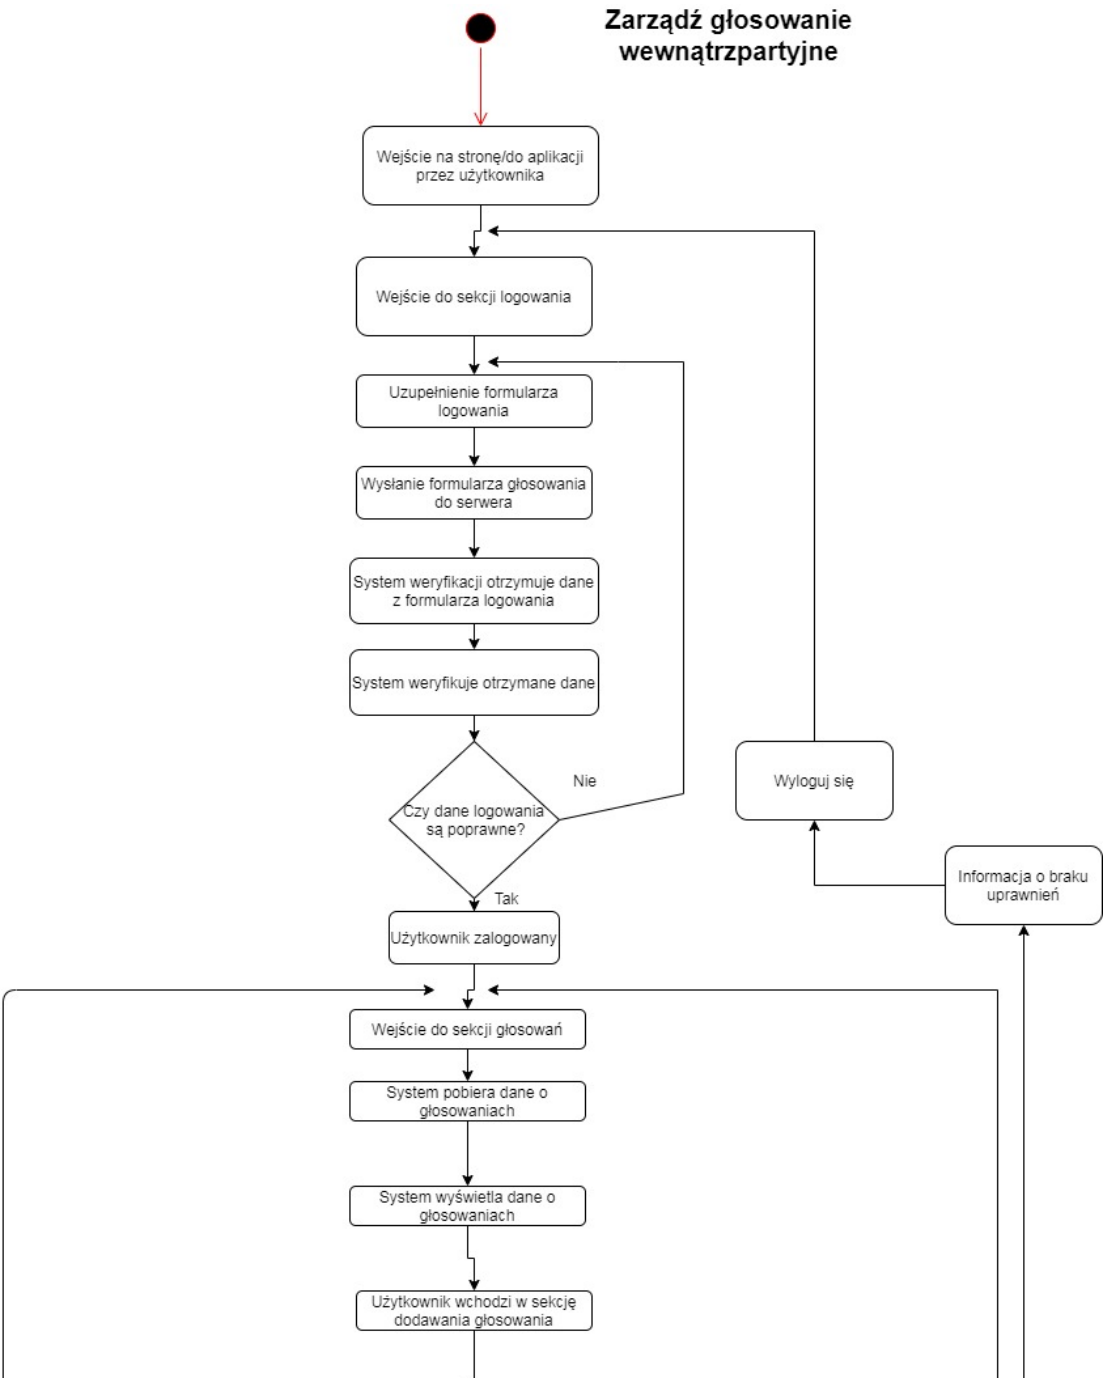 Zarządź głosowanie
wewnątrzpartyjne
Wejście na stronę/do aplikacji
przez użytkownika
Wejście do sekcji logowania
Uzupełnienie formularza
logowania
Wysłanie formularza głosowania
do serwera
System weryfikacji otrzymuje dane
z formularza logowania
System weryfikuje otrzymane dane
Nie
Wyloguj się
Czy dane logowania
są poprawne?
Informacja o braku
uprawnień
Tak
Użytkownik zalogowany
Wejście do sekcji głosowań
System pobiera dane o
głosowaniach
System wyświetla dane o
głosowaniach
Użytkownik wchodzi w sekcję
dodawania głosowania